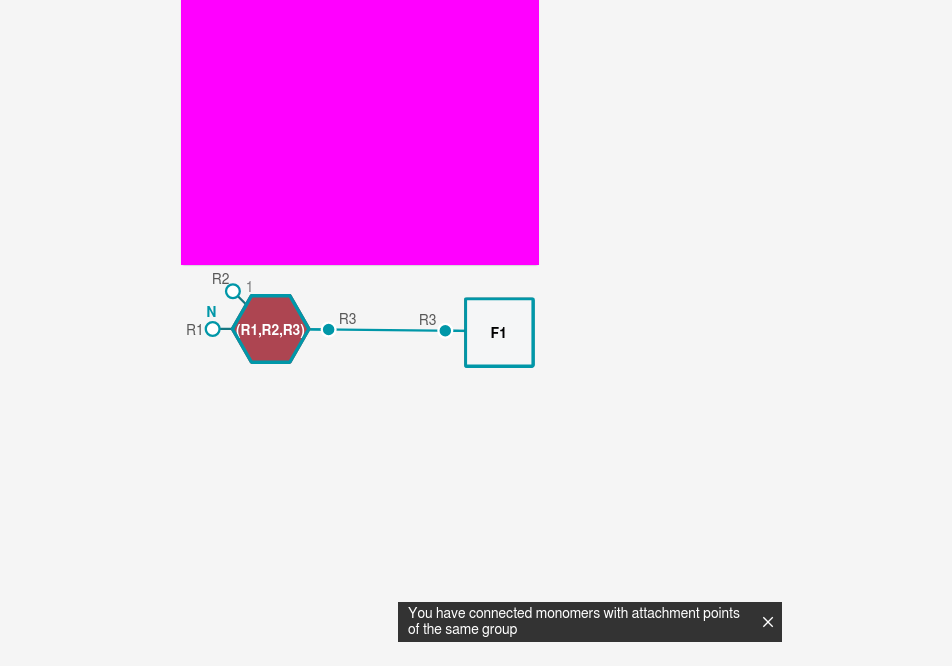 R2
1
N
R1
(R1,R2,R3)
R3
R3
F1
You have connected monomers with attachment points
of the same group